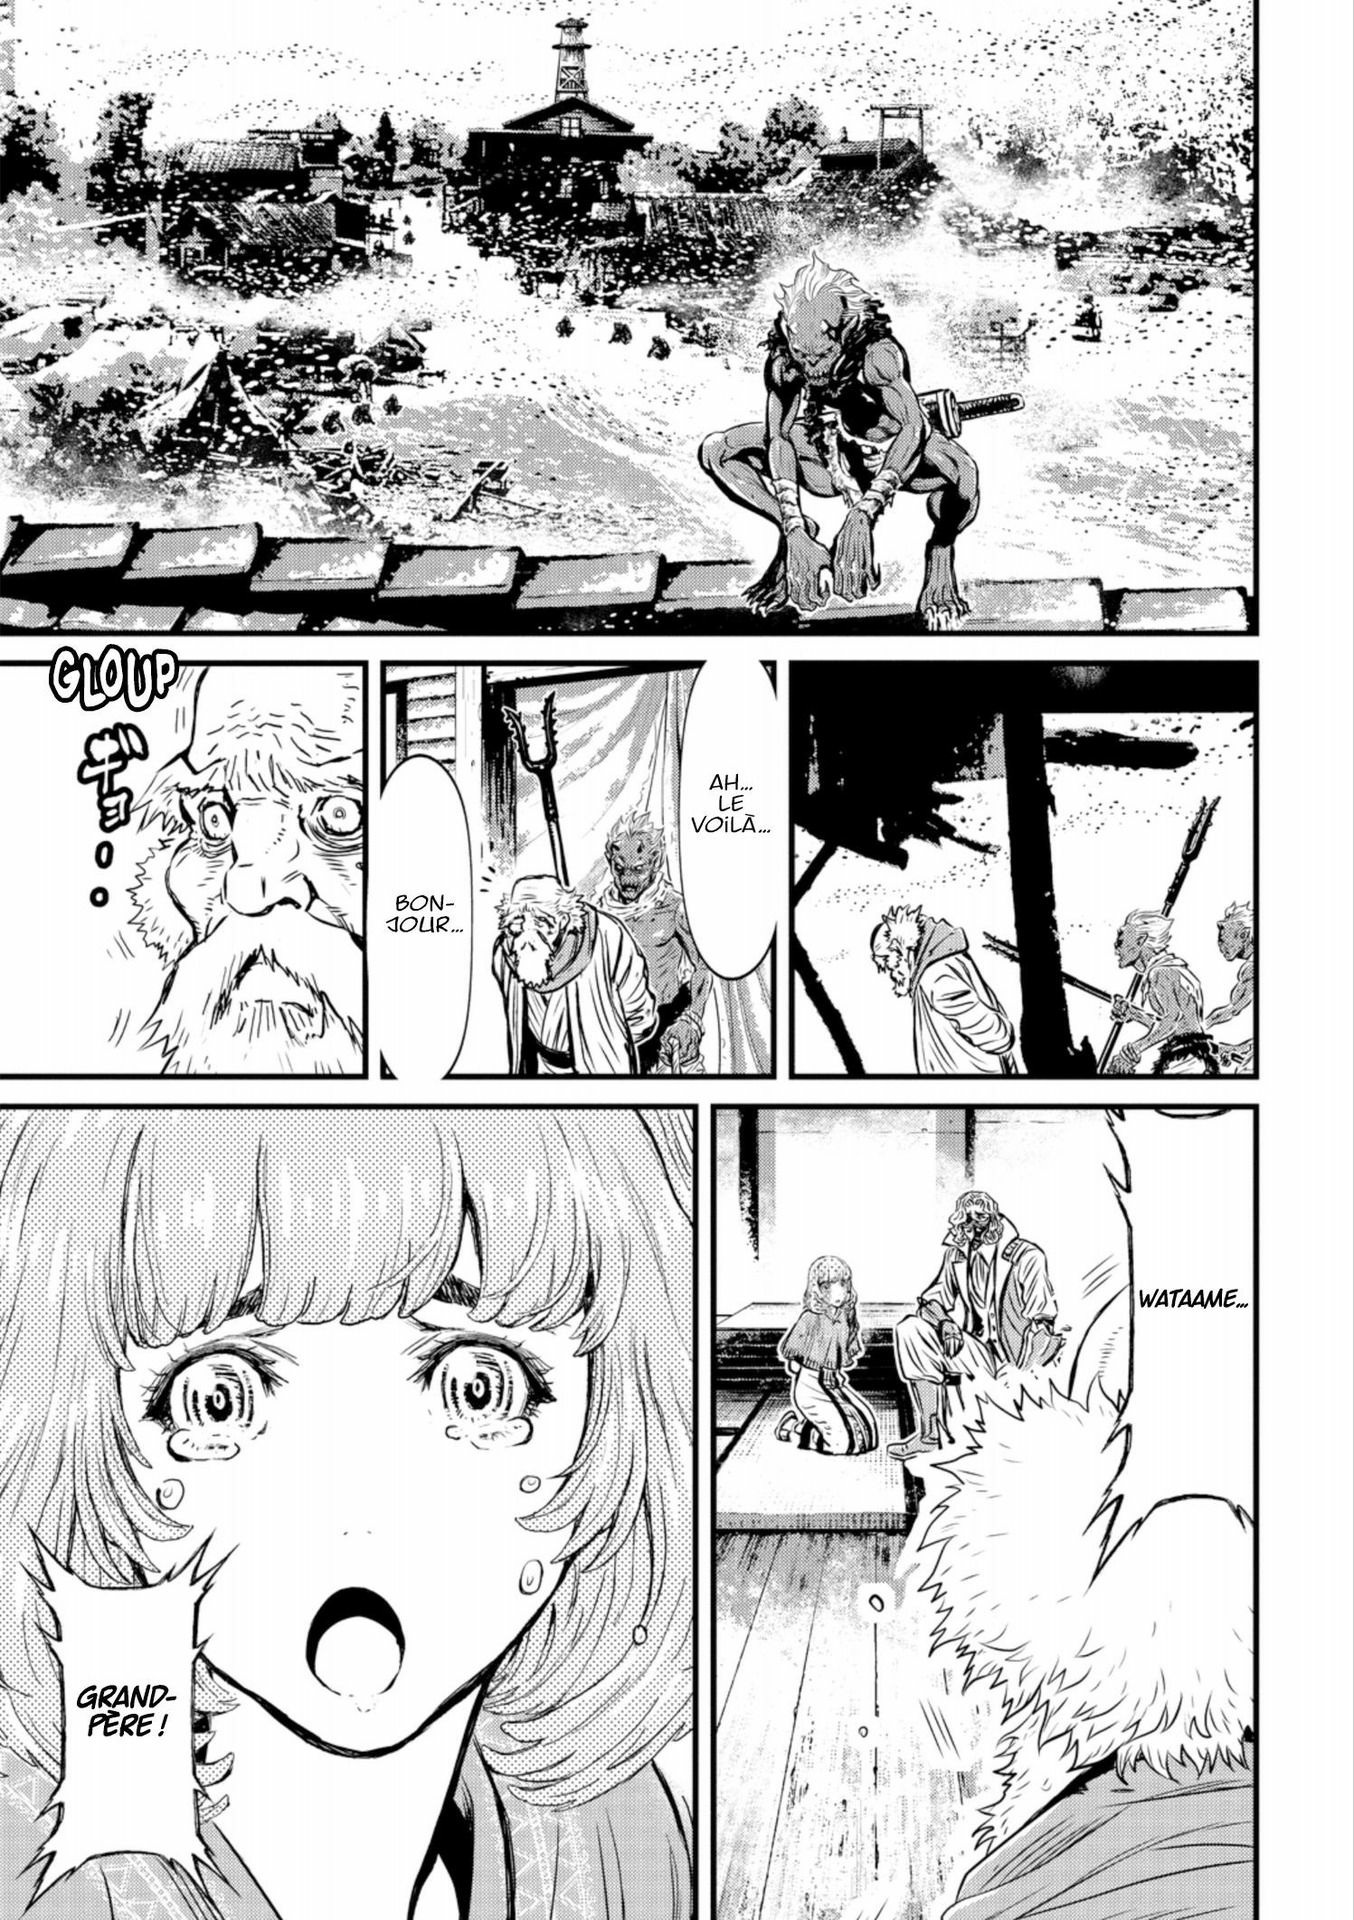 AH...
LE
VOILÀ...
BON-
JOUR...
GLOUP
ギョ。。
WATAAME...
GRAND-
PÈRE !